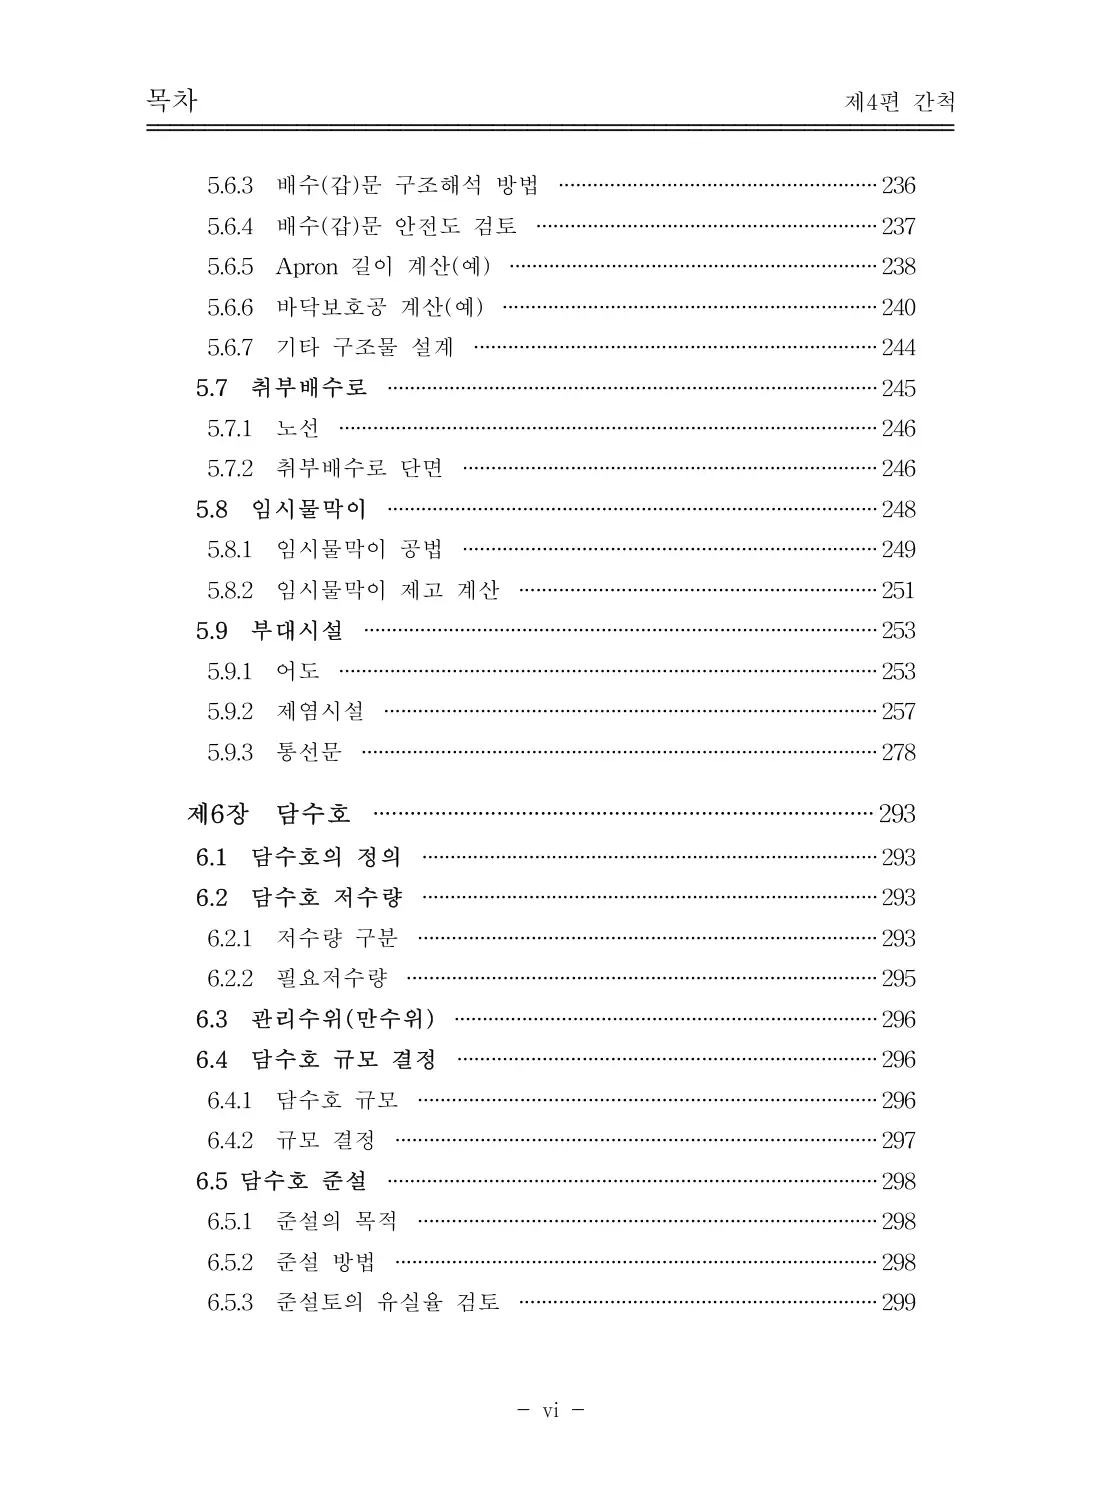 목차 제4편 간척
5.6.3 배수(갑)문 구조해석 방법 ········ 236
5.6.4 배수(갑)문 안전도 검토 ········ 237
5.6.5 Apron 길이 계산(예) ········ 238
5.6.6 바닥보호공 계산(예) ········ 240
5.6.7 기타 구조물 설계 ········ 244
5.7 취부배수로 ········ 245
5.7.1 노선 ········ 246
5.7.2 취부배수로 단면 ········ 246
5.8 임시물막이 ········ 248
5.8.1 임시물막이 공법 ········ 249
5.8.2 임시물막이 제고 계산 ········ 251
5.9 부대시설 ········ 253
5.9.1 어도 ········ 253
5.9.2 제염시설 ········ 257
5.9.3 통선문 ········ 278
제6장 담수호 ········ 293
6.1 담수호의 정의 ········ 293
6.2 담수호 저수량 ········ 293
6.2.1 저수량 구분 ········ 293
6.2.2 필요저수량 ········ 295
6.3 관리수위(만수위) ········ 296
6.4 담수호 규모 결정 ········ 296
6.4.1 담수호 규모 ········ 296
6.4.2 규모 결정 ········ 297
6.5 담수호 준설 ········ 298
6.5.1 준설의 목적 ········ 298
6.5.2 준설 방법 ········ 298
6.5.3 준설토의 유실율 검토 ········ 299
- vi -